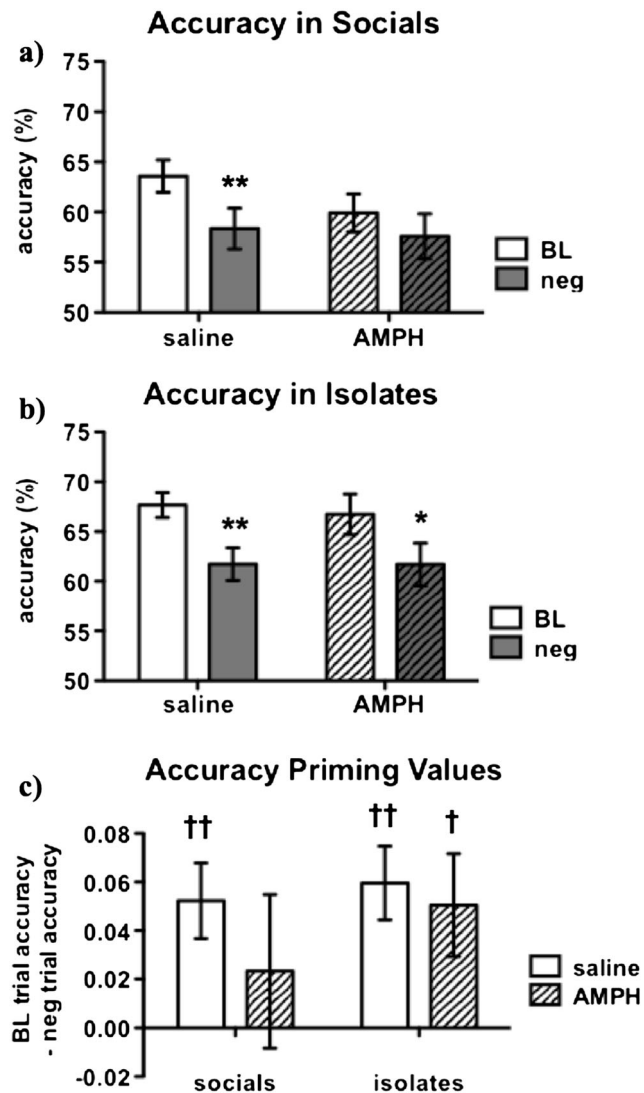 Accuracy in Socials
a)
75
70
65
60
55
50
accuracy (%)
**
saline
AMPH
BL
neg
Accuracy in Isolates
b)
75
70
65
60
55
50
accuracy (%)
**
*
saline
AMPH
BL
neg
Accuracy Priming Values
c)
0.08
0.06
0.04
0.02
0.00
-0.02
BL trial accuracy
- neg trial accuracy
††
††
†
socials
isolates
saline
AMPH